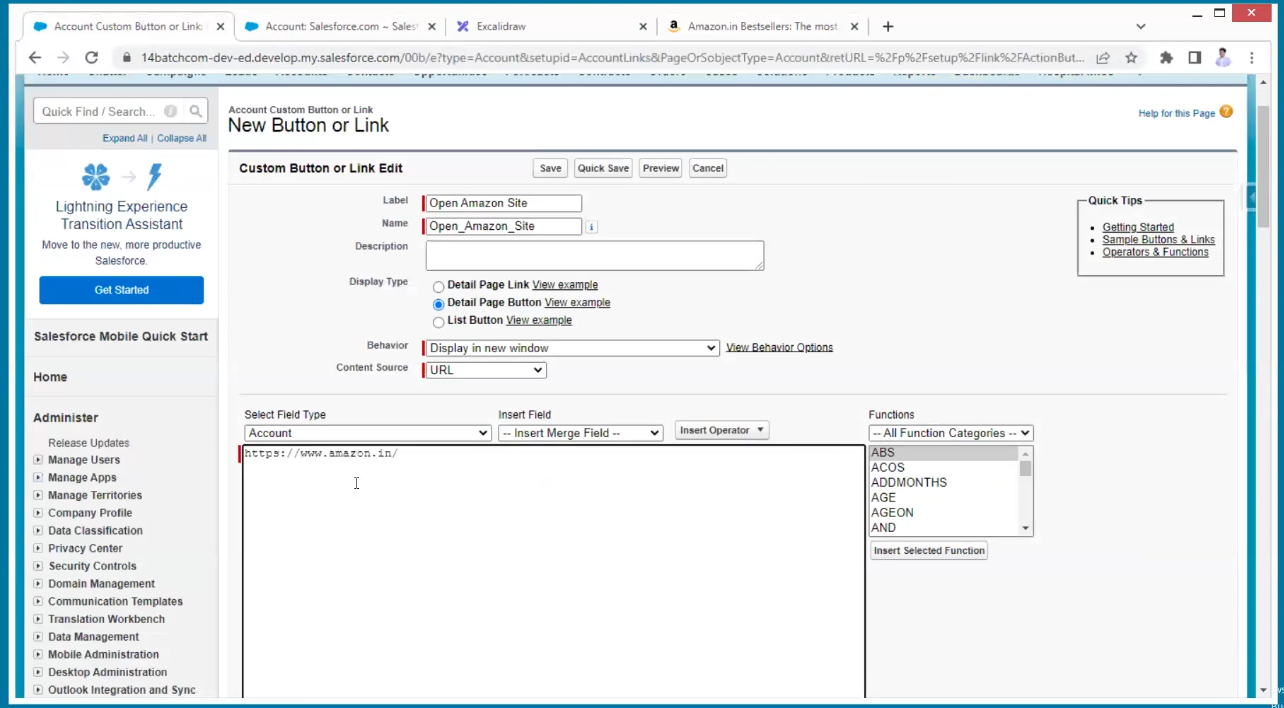 Account Custom Button or Link:
Account: Salesforce.com ~ Sales
Excalidraw
Amazon.in Bestsellers: The most
14batchcom-dev-ed.develop.my.salesforce.com/00b/e?type=Account&setupid=AccountLinks&PageOrSobjectType=Account&retURL=%2Fp%2Fsetup%2Flink%2FActionBut...
Quick Find / Search...
Expand All | Collapse All
Lightning Experience
Transition Assistant
Move to the new, more productive
Salesforce.
Get Started
Salesforce Mobile Quick Start
Home
Administer
Release Updates
Manage Users
Manage Apps
Manage Territories
Company Profile
Data Classification
Privacy Center
Security Controls
Domain Management
Communication Templates
Translation Workbench
Data Management
Mobile Administration
Desktop Administration
Outlook Integration and Sync
Account Custom Button or Link
New Button or Link
Help for this Page
Custom Button or Link Edit
Save
Quick Save
Preview
Cancel
Label
Open Amazon Site
Name
Open_Amazon_Site
Description
Display Type
Detail Page Link View example
Detail Page Button View example
List Button View example
Behavior
Display in new window
View Behavior Options
Content Source
URL
Quick Tips
Getting Started
Sample Buttons & Links
Operators & Functions
Select Field Type
Account
Insert Field
-- Insert Merge Field --
Insert Operator
Functions
-- All Function Categories --
https://www.amazon.in/
ABS
ACOS
ADDMONTHS
AGE
AGEON
AND
Insert Selected Function